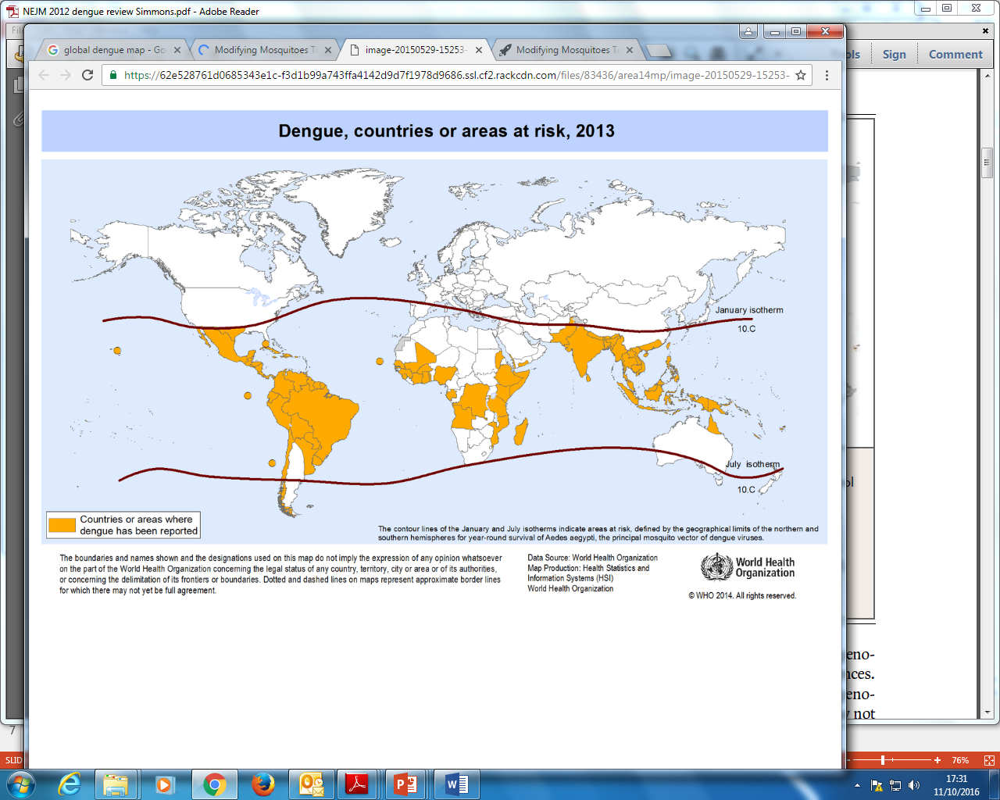 NEJM 2012 dengue review Simmons.pdf - Adobe Reader
Sign
Comment
global dengue map - Go
Modifying Mosquitoes T
image-20150529-15253-
Modifying Mosquitoes T
https://62e528761d0685343e1c-f3d1b99a743ffa4142d9d7f1978d9686.ssl.cf2.rackcdn.com/files/83436/area14mp/image-20150529-15253-
Dengue, countries or areas at risk, 2013
January isotherm
10.C
July isotherm
10.C
Countries or areas where
dengue has been reported
The contour lines of the January and July isotherms indicate areas at risk, defined by the geographical limits of the northern and
southern hemispheres for year-round survival of Aedes aegypti, the principal mosquito vector of dengue viruses.
The boundaries and names shown and the designations used on this map do not imply the expression of any opinion whatsoever
on the part of the World Health Organization concerning the legal status of any country, territory, city or area or of its authorities,
or concerning the delimitation of its frontiers or boundaries. Dotted and dashed lines on maps represent approximate border lines
for which there may not yet be full agreement.
Data Source: World Health Organization
Map Production: Health Statistics and
Information Systems (HSI)
World Health Organization
World Health
Organization
© WHO 2014. All rights reserved.
eno-
nces.
eno-
not
7
SLID
76%
17:31
11/10/2016